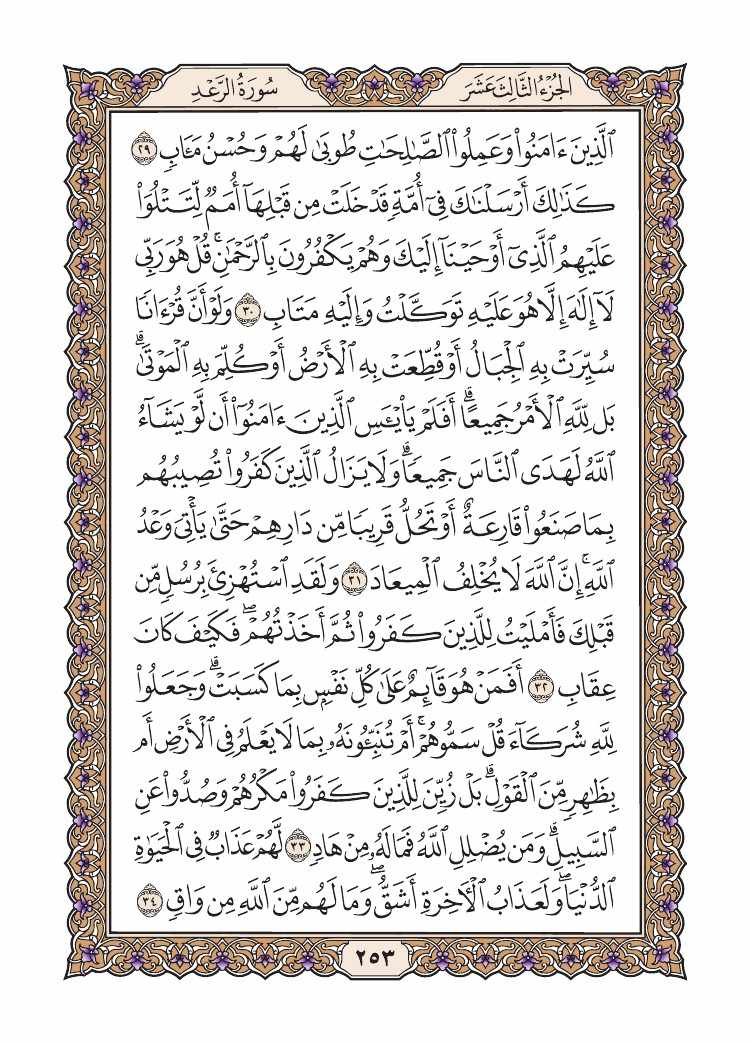 الجُزْءُ الثَّالِثَ عَشَرَ
سُورَةُ الرَّعْدِ
ٱلَّذِينَ ءَامَنُواْ وَعَمِلُواْ ٱلصَّٰلِحَٰتِ طُوبَىٰ لَهُمْ وَحُسْنُ مَـَٔابٍ ٢٩
كَذَٰلِكَ أَرْسَلْنَٰكَ فِىٓ أُمَّةٍ قَدْ خَلَتْ مِن قَبْلِهَآ أُمَمٌ لِّتَتْلُوَاْ
عَلَيْهِمُ ٱلَّذِىٓ أَوْحَيْنَآ إِلَيْكَ وَهُمْ يَكْفُرُونَ بِٱلرَّحْمَٰنِۚ قُلْ هُوَ رَبِّى
لَآ إِلَٰهَ إِلَّا هُوَ عَلَيْهِ تَوَكَّلْتُ وَإِلَيْهِ مَتَابِ ٣٠ وَلَوْ أَنَّ قُرْءَانًا
سُيِّرَتْ بِهِ ٱلْجِبَالُ أَوْ قُطِّعَتْ بِهِ ٱلْأَرْضُ أَوْ كُلِّمَ بِهِ ٱلْمَوْتَىٰۗ
بَل لِّلَّهِ ٱلْأَمْرُ جَمِيعًاۗ أَفَلَمْ يَاْيْـَٔسِ ٱلَّذِينَ ءَامَنُوٓاْ أَن لَّوْ يَشَآءُ
ٱللَّهُ لَهَدَى ٱلنَّاسَ جَمِيعًاۗ وَلَا يَزَالُ ٱلَّذِينَ كَفَرُواْ تُصِيبُهُم
بِمَا صَنَعُواْ قَارِعَةٌ أَوْ تَحُلُّ قَرِيبًا مِّن دَارِهِمْ حَتَّىٰ يَأْتِىَ وَعْدُ
ٱللَّهِۚ إِنَّ ٱللَّهَ لَا يُخْلِفُ ٱلْمِيعَادَ ٣١ وَلَقَدِ ٱسْتُهْزِئَ بِرُسُلٍ مِّن
قَبْلِكَ فَأَمْلَيْتُ لِلَّذِينَ كَفَرُواْ ثُمَّ أَخَذْتُهُمْۖ فَكَيْفَ كَانَ
عِقَابِ ٣٢ أَفَمَنْ هُوَ قَآئِمٌ عَلَىٰ كُلِّ نَفْسٍۭ بِمَا كَسَبَتْۗ وَجَعَلُواْ
لِلَّهِ شُرَكَآءَ قُلْ سَمُّوهُمْۚ أَمْ تُنَبِّـُٔونَهُۥ بِمَا لَا يَعْلَمُ فِى ٱلْأَرْضِ أَم
بِظَٰهِرٍ مِّنَ ٱلْقَوْلِۗ بَلْ زُيِّنَ لِلَّذِينَ كَفَرُواْ مَكْرُهُمْ وَصُدُّواْ عَنِ
ٱلسَّبِيلِۗ وَمَن يُضْلِلِ ٱللَّهُ فَمَا لَهُۥ مِنْ هَادٍ ٣٣ لَّهُمْ عَذَابٌ فِى ٱلْحَيَوٰةِ
ٱلدُّنْيَاۖ وَلَعَذَابُ ٱلْأٓخِرَةِ أَشَقُّۖ وَمَا لَهُم مِّنَ ٱللَّهِ مِن وَاقٍ ٣٤
٢٥٣